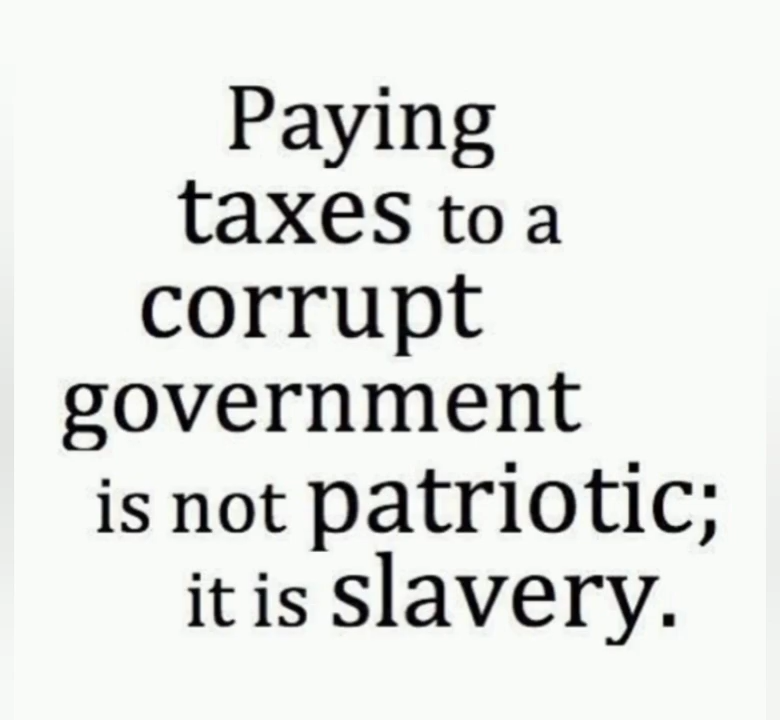 Paying
taxes to a
corrupt
government
is not patriotic;
it is slavery.